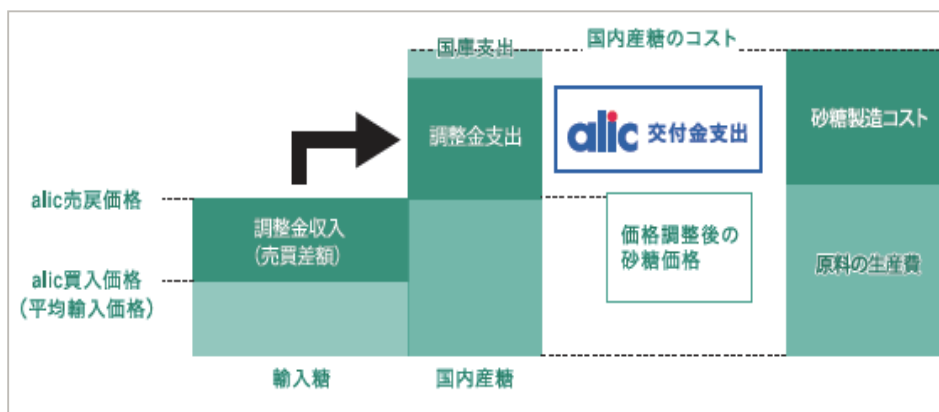 国庫支出
国内産糖のコスト
調整金支出
alic 交付金支出
砂糖製造コスト
alic売戻価格
調整金収入
(売買差額)
価格調整後の
砂糖価格
原料の生産費
alic買入価格
(平均輸入価格)
輸入糖
国内産糖